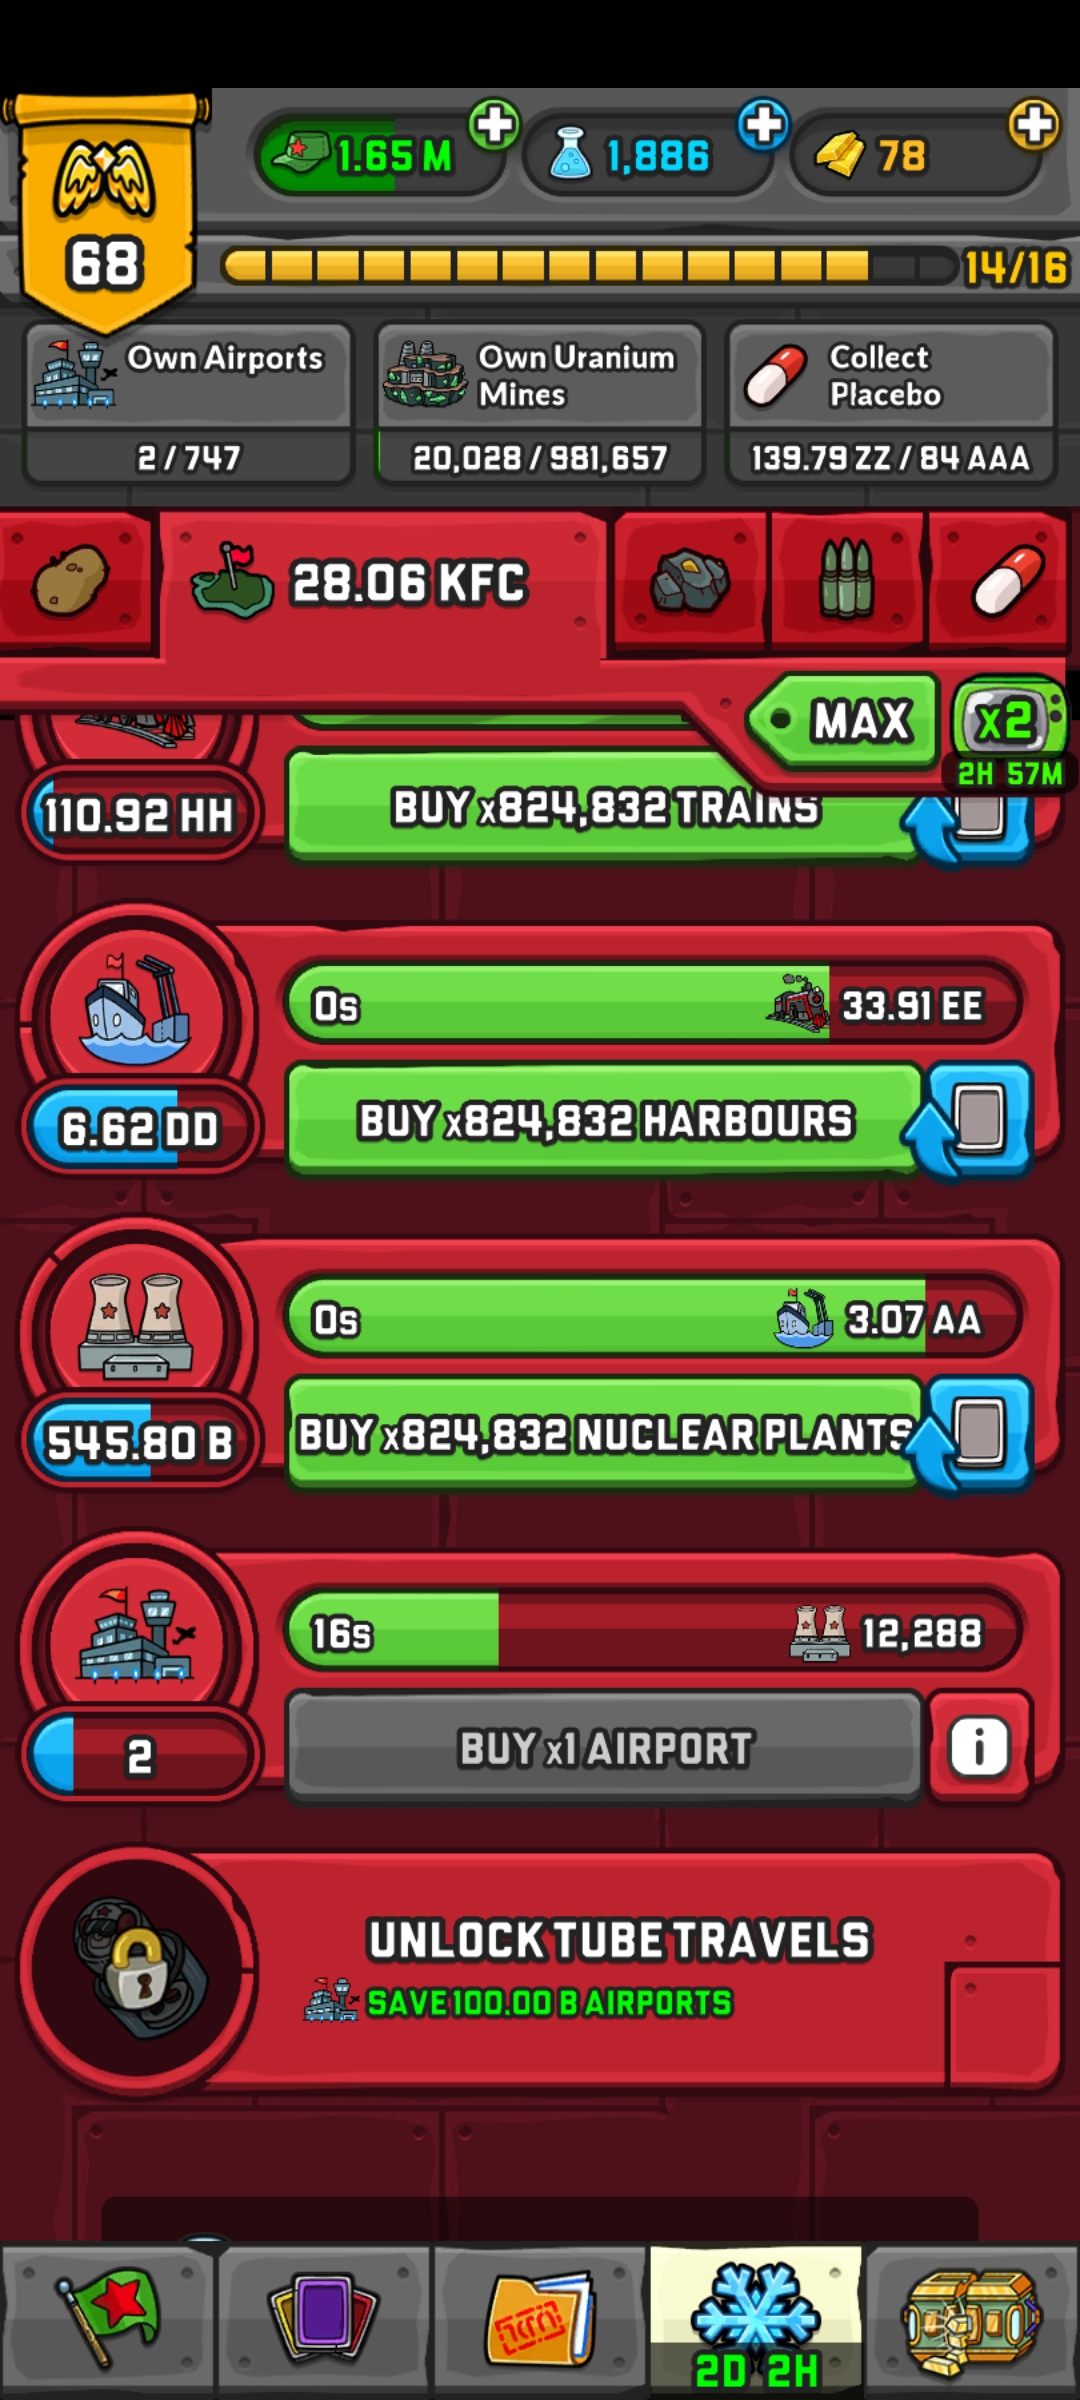 1.65 M
1,886
78
68
14/16
Own Airports
2 / 747
Own Uranium
Mines
20,028 / 981,657
Collect
Placebo
139.79 ZZ / 84 AAA
28.06 KFC
MAX
x2
2H 57M
110.92 HH
BUY x824,832 TRAINS
0s
33.91 EE
6.62 DD
BUY x824,832 HARBOURS
0s
3.07 AA
545.80 B
BUY x824,832 NUCLEAR PLANTS
16s
12,288
2
BUY x1 AIRPORT
i
UNLOCK TUBE TRAVELS
SAVE 100.00 B AIRPORTS
2D 2H